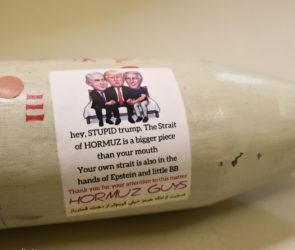 hey, STUPID trump, The Strait
of HORMUZ is a bigger piece
than your mouth
Your own strait is also in the
hands of Epstein and little BB
Thank you for your attention to this matter
HORMUZ GUYS